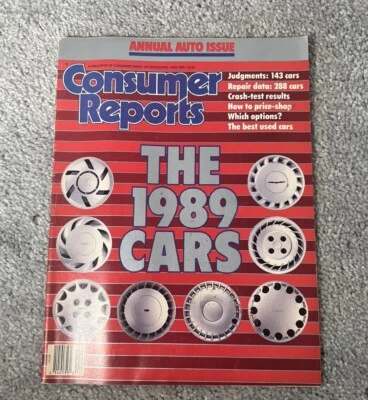 ANNUAL AUTO ISSUE
Consumer
Reports
Judgments: 143 cars
Repair data: 288 cars
Crash-test results
How to price-shop
Which options?
The best used cars
THE
1989
CARS